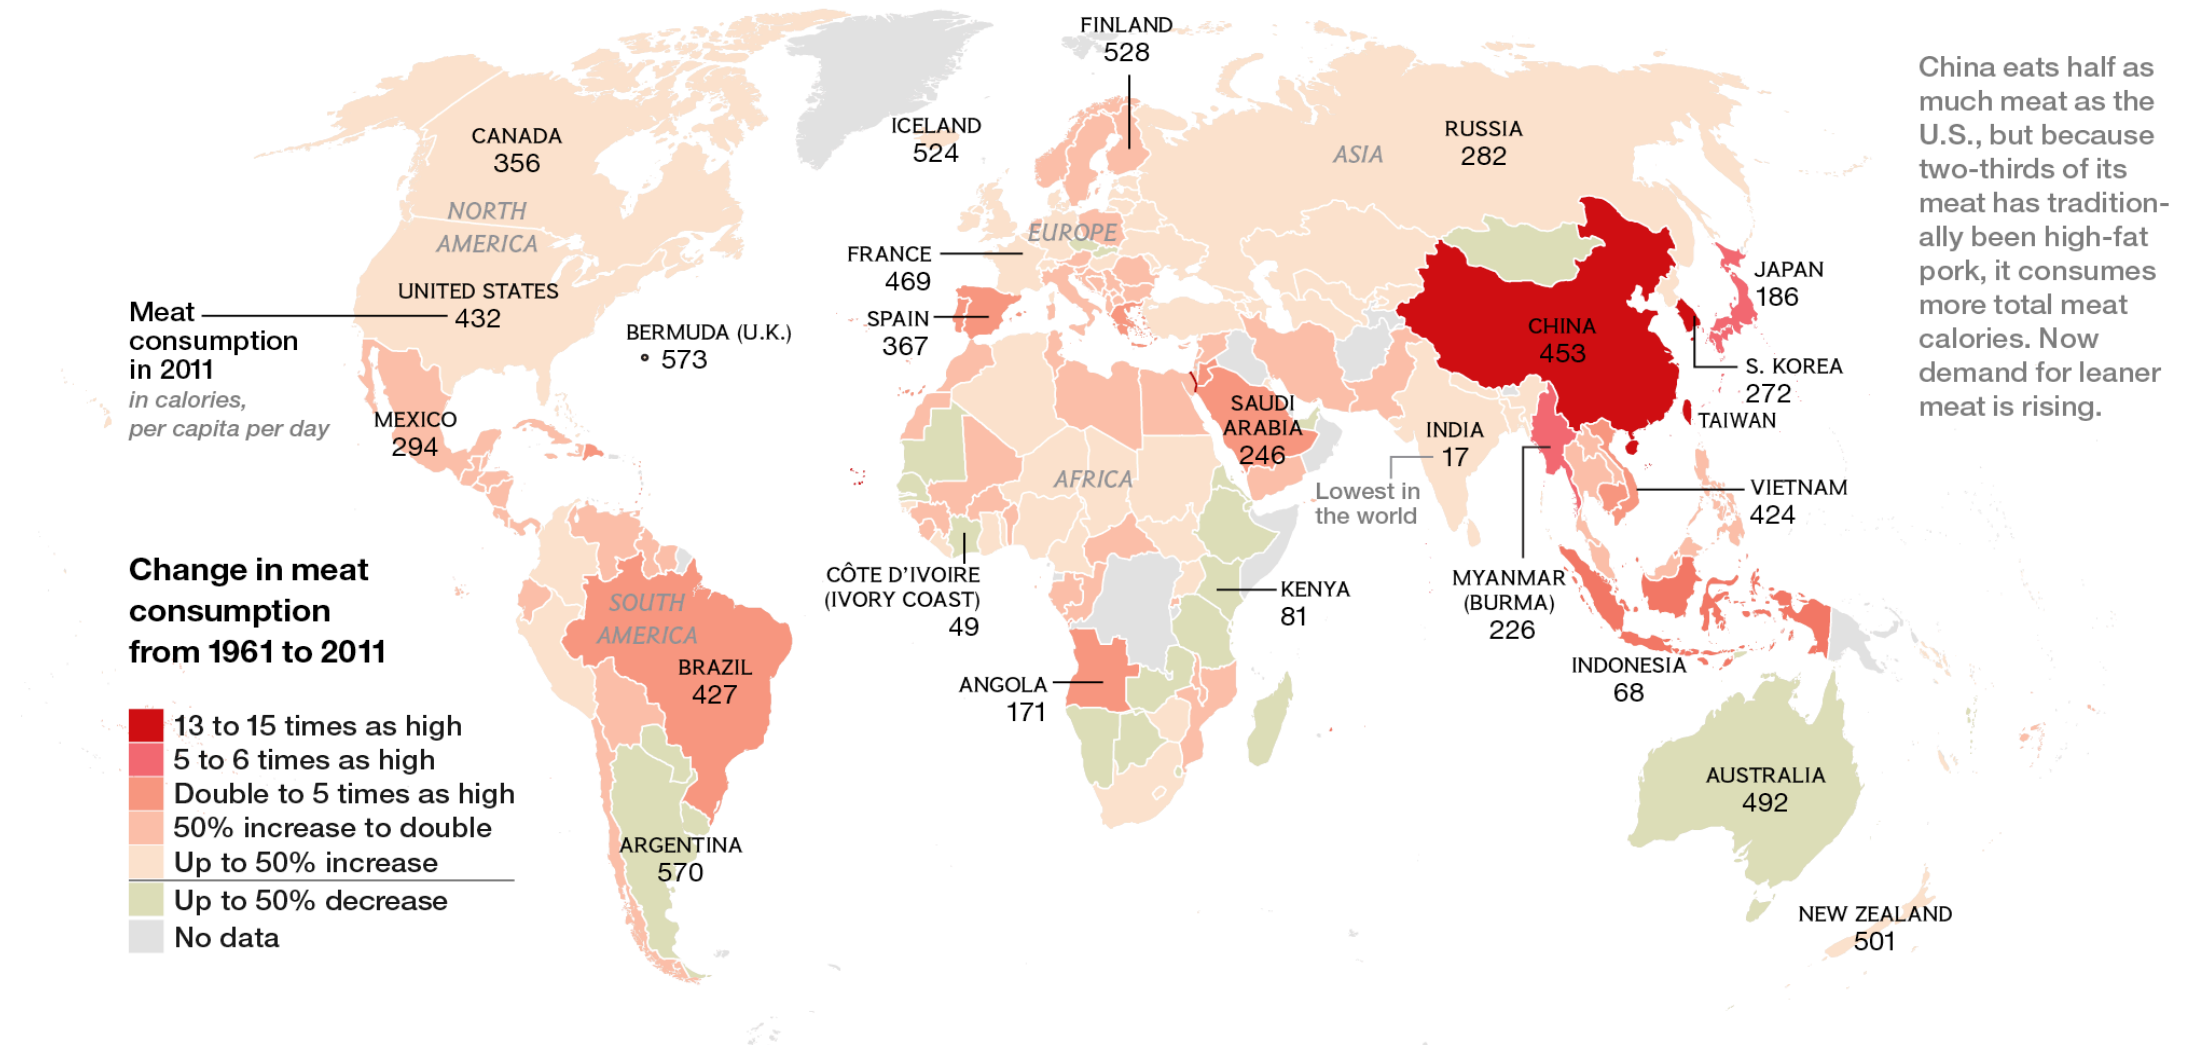 FINLAND
528
ICELAND
524
CANADA
356
RUSSIA
282
ASIA
NORTH
AMERICA
EUROPE
FRANCE
469
UNITED STATES
432
Meat
consumption
in 2011
in calories,
per capita per day
BERMUDA (U.K.)
573
SPAIN
367
JAPAN
186
CHINA
453
S. KOREA
272
TAIWAN
MEXICO
294
SAUDI
ARABIA
246
INDIA
17
Lowest in
the world
AFRICA
VIETNAM
424
CÔTE D'IVOIRE
(IVORY COAST)
49
KENYA
81
MYANMAR
(BURMA)
226
SOUTH
AMERICA
BRAZIL
427
ANGOLA
171
INDONESIA
68
AUSTRALIA
492
ARGENTINA
570
NEW ZEALAND
501
China eats half as
much meat as the
U.S., but because
two-thirds of its
meat has tradition-
ally been high-fat
pork, it consumes
more total meat
calories. Now
demand for leaner
meat is rising.
Change in meat
consumption
from 1961 to 2011
13 to 15 times as high
5 to 6 times as high
Double to 5 times as high
50% increase to double
Up to 50% increase
Up to 50% decrease
No data